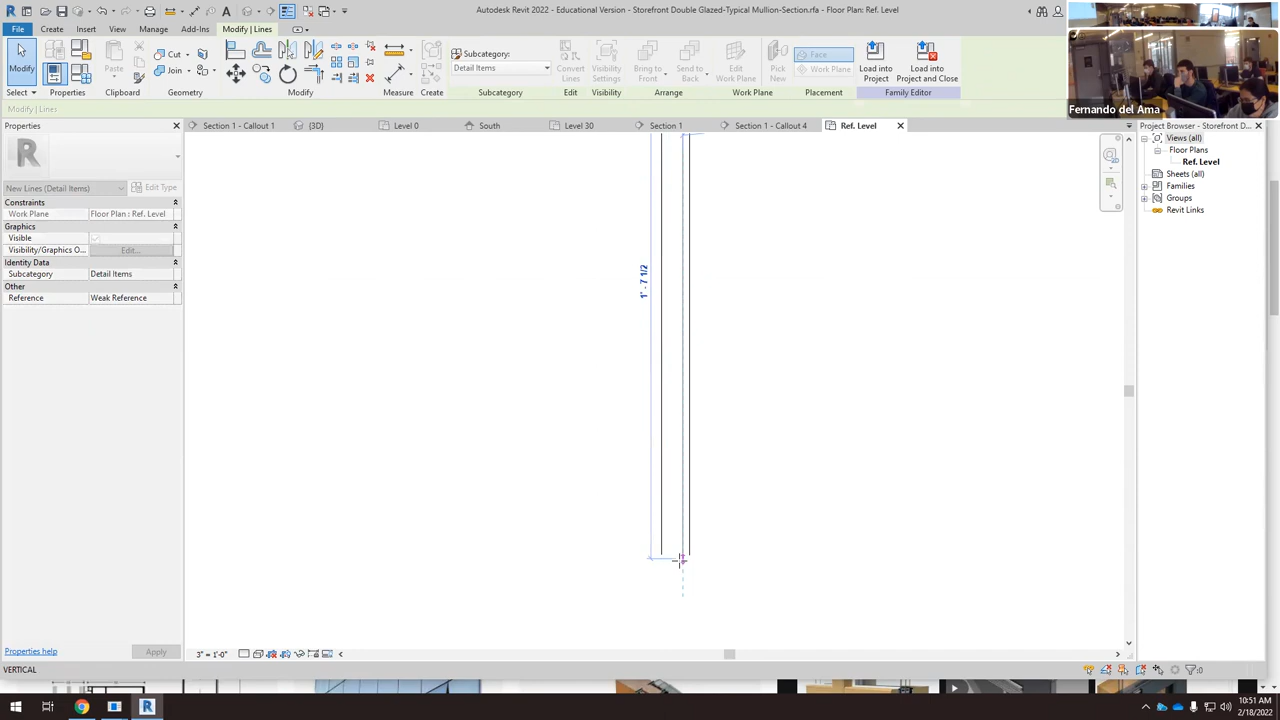 Autodesk Revit 2022 - Educational Version - Storefront Double Glazed-Typical Mullion-Section.rfa - Floor Plan: Ref. Level
File Create Insert View Manage Add-Ins Modify | Lines
Modify
Cut
Join
Subcategory:
Detail Items
Convert Lines
Visibility Settings
Bring to Front
Send to Back
Edit Work Plane
Pick New
Face
Work Plane
Load into Project
Load into Project and Close
Select Properties Clipboard Geometry Modify Measure Create Subcategory Edit Visibility Arrange Work Plane Placement Family Editor
Fernando del Ama
Modify | Lines
Properties
Section 1 - Callout 1 {3D} Level 0 South Level 30 Section 1 Section 1 - Callout 4 Ref. Level
Project Browser - Storefront D...
Views (all)
Floor Plans
Ref. Level
Sheets (all)
Families
Groups
Revit Links
New Lines (Detail Items) Edit Type
Constraints
Work Plane Floor Plan : Ref. Level
Graphics
Visible
Visibility/Graphics O... Edit...
Identity Data
Subcategory Detail Items
Other
Reference Weak Reference
1' - 7 1/2
Properties help Apply
3" = 1'-0"
VERTICAL
:0
10:51 AM
2/18/2022